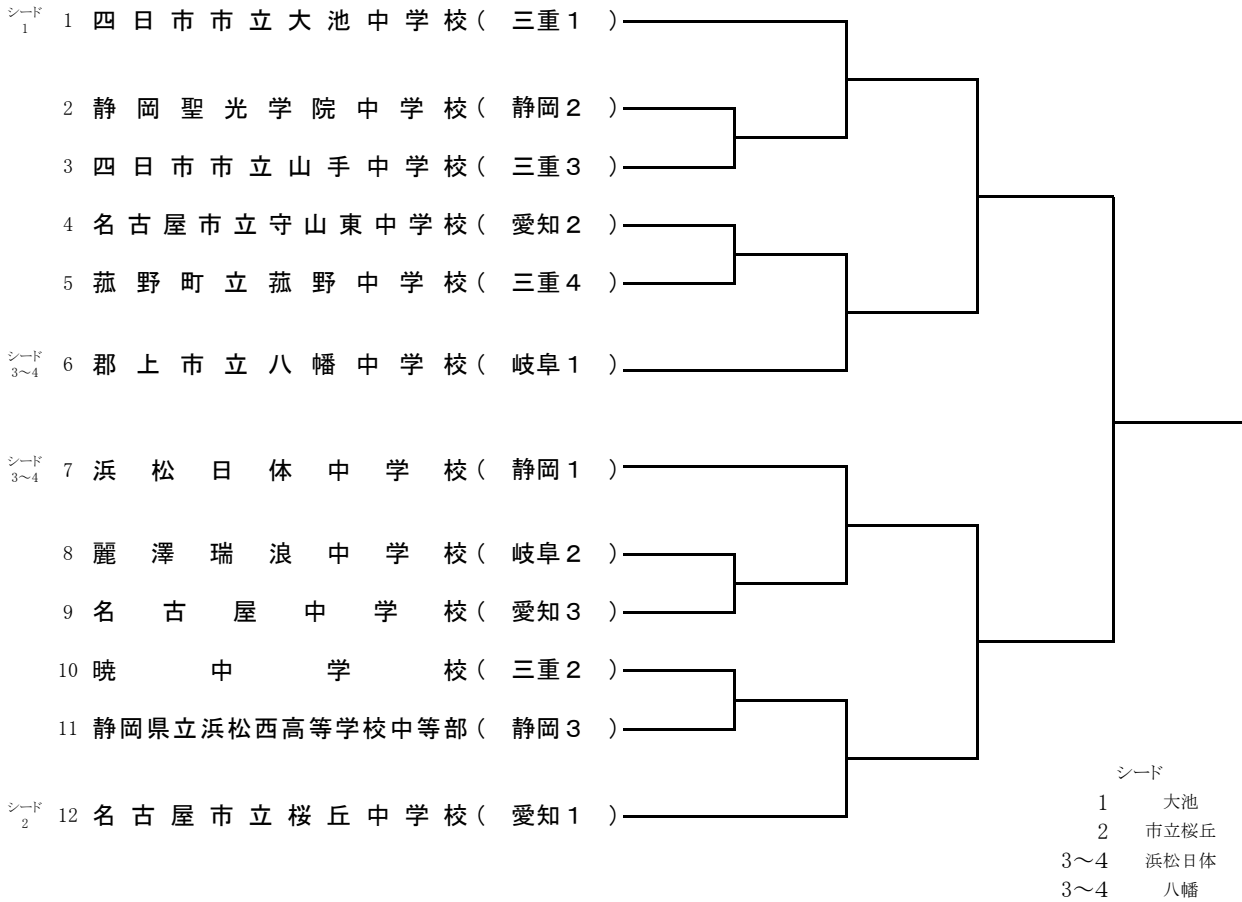 シード1 1 四日市市立大池中学校( 三重1 )
2 静岡聖光学院中学校( 静岡2 )
3 四日市市立山手中学校( 三重3 )
4 名古屋市立守山東中学校( 愛知2 )
5 菰野町立菰野中学校( 三重4 )
シード3～4 6 郡上市立八幡中学校( 岐阜1 )
シード3～4 7 浜松日体中学校( 静岡1 )
8 麗澤瑞浪中学校( 岐阜2 )
9 名古屋中学校( 愛知3 )
10 暁中学校( 三重2 )
11 静岡県立浜松西高等学校中等部( 静岡3 )
シード2 12 名古屋市立桜丘中学校( 愛知1 )
シード
1 大池
2 市立桜丘
3～4 浜松日体
3～4 八幡